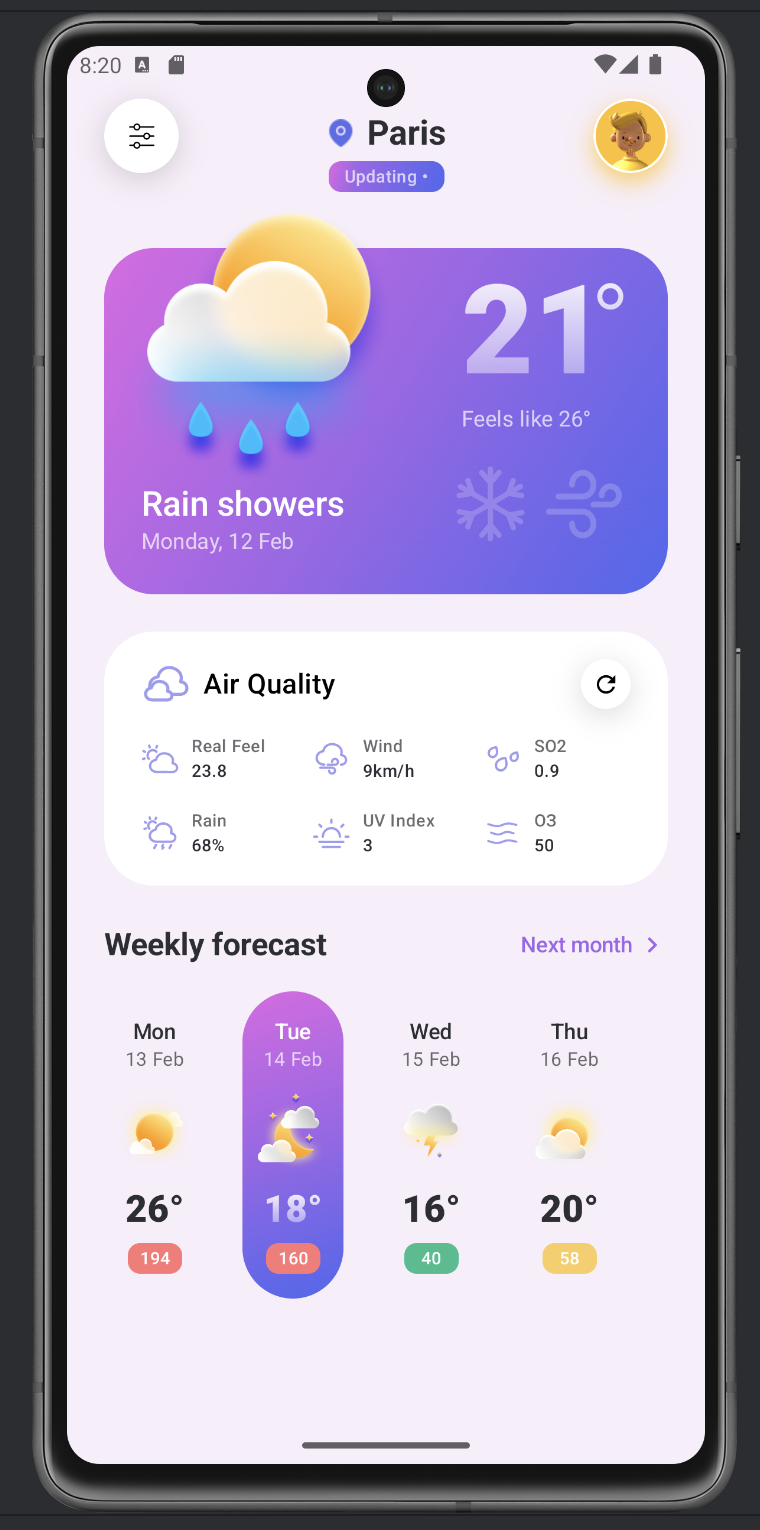 8:20 A
Paris
Updating •
21°
Feels like 26°
Rain showers
Monday, 12 Feb
Air Quality
Real Feel Wind SO2
23.8 9km/h 0.9
Rain UV Index O3
68% 3 50
Weekly forecast Next month
Mon Tue Wed Thu
13 Feb 14 Feb 15 Feb 16 Feb
26° 18° 16° 20°
194 160 40 58